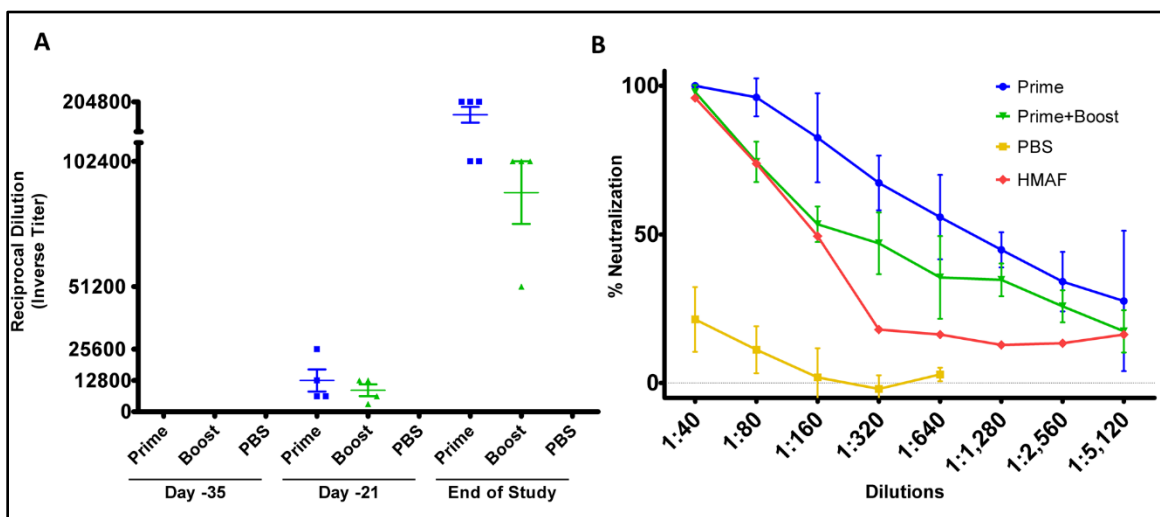 A
Reciprocal Dilution
(Inverse Titer)
204800
102400
51200
25600
12800
0
Prime
Boost
PBS
Prime
Boost
PBS
Prime
Boost
PBS
Day -35
Day -21
End of Study
B
% Neutralization
100
50
0
Prime
Prime+Boost
PBS
HMAF
1:40
1:80
1:160
1:320
1:640
1:1,280
1:2,560
1:5,120
Dilutions